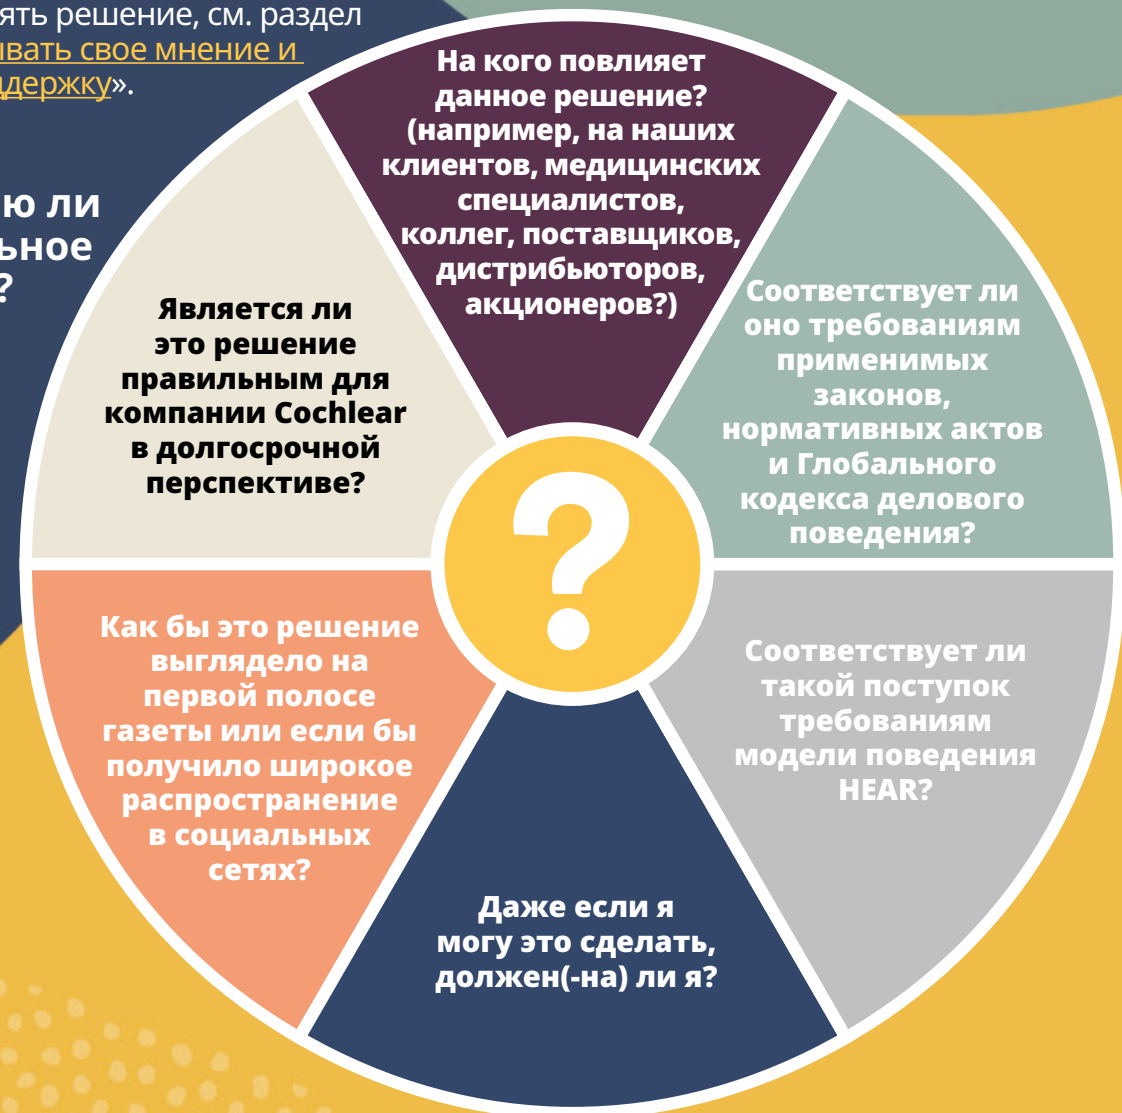 ять решение, см. раздел
ывать свое мнение и
ддержку».
ю ли
ьное
?
На кого повлияет
данное решение?
(например, на наших
клиентов, медицинских
специалистов,
коллег, поставщиков,
дистрибьюторов,
акционеров?)
Соответствует ли
оно требованиям
применимых
законов,
нормативных актов
и Глобального
кодекса делового
поведения?
Соответствует ли
такой поступок
требованиям
модели поведения
HEAR?
Даже если я
могу это сделать,
должен(-на) ли я?
Как бы это решение
выглядело на
первой полосе
газеты или если бы
получило широкое
распространение
в социальных
сетях?
Является ли
это решение
правильным для
компании Cochlear
в долгосрочной
перспективе?
?